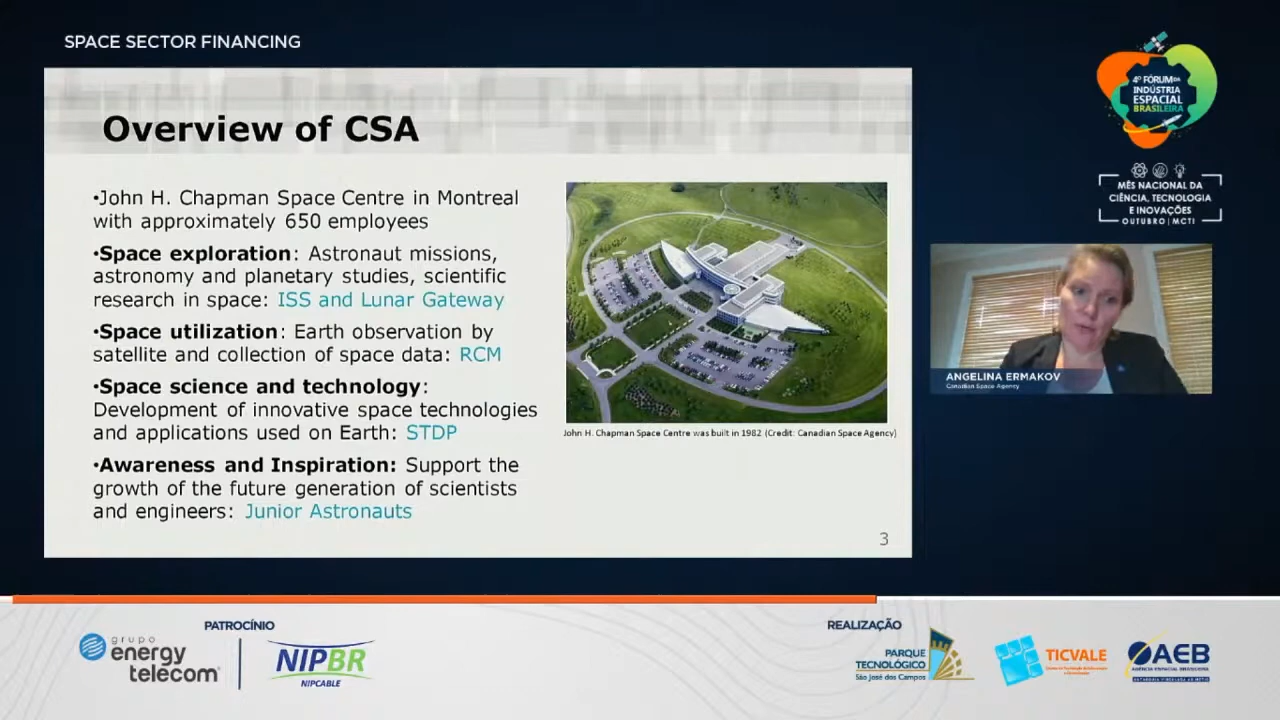 SPACE SECTOR FINANCING
Overview of CSA
•John H. Chapman Space Centre in Montreal
with approximately 650 employees
•Space exploration: Astronaut missions,
astronomy and planetary studies, scientific
research in space: ISS and Lunar Gateway
•Space utilization: Earth observation by
satellite and collection of space data: RCM
•Space science and technology:
Development of innovative space technologies
and applications used on Earth: STDP
•Awareness and Inspiration: Support the
growth of the future generation of scientists
and engineers: Junior Astronauts
John H. Chapman Space Centre was built in 1982 (Credit: Canadian Space Agency)
3
4º FÓRUM DA
INDÚSTRIA
ESPACIAL
BRASILEIRA
MÊS NACIONAL DA
CIÊNCIA, TECNOLOGIA
E INOVAÇÕES
OUTUBRO | MCTI
ANGELINA ERMAKOV
Canadian Space Agency
PATROCÍNIO
grupo
energy
telecom
NIPBR
NIPCABLE
REALIZAÇÃO
PARQUE
TECNOLÓGICO
São José dos Campos
TICVALE
AEB
AGÊNCIA ESPACIAL BRASILEIRA